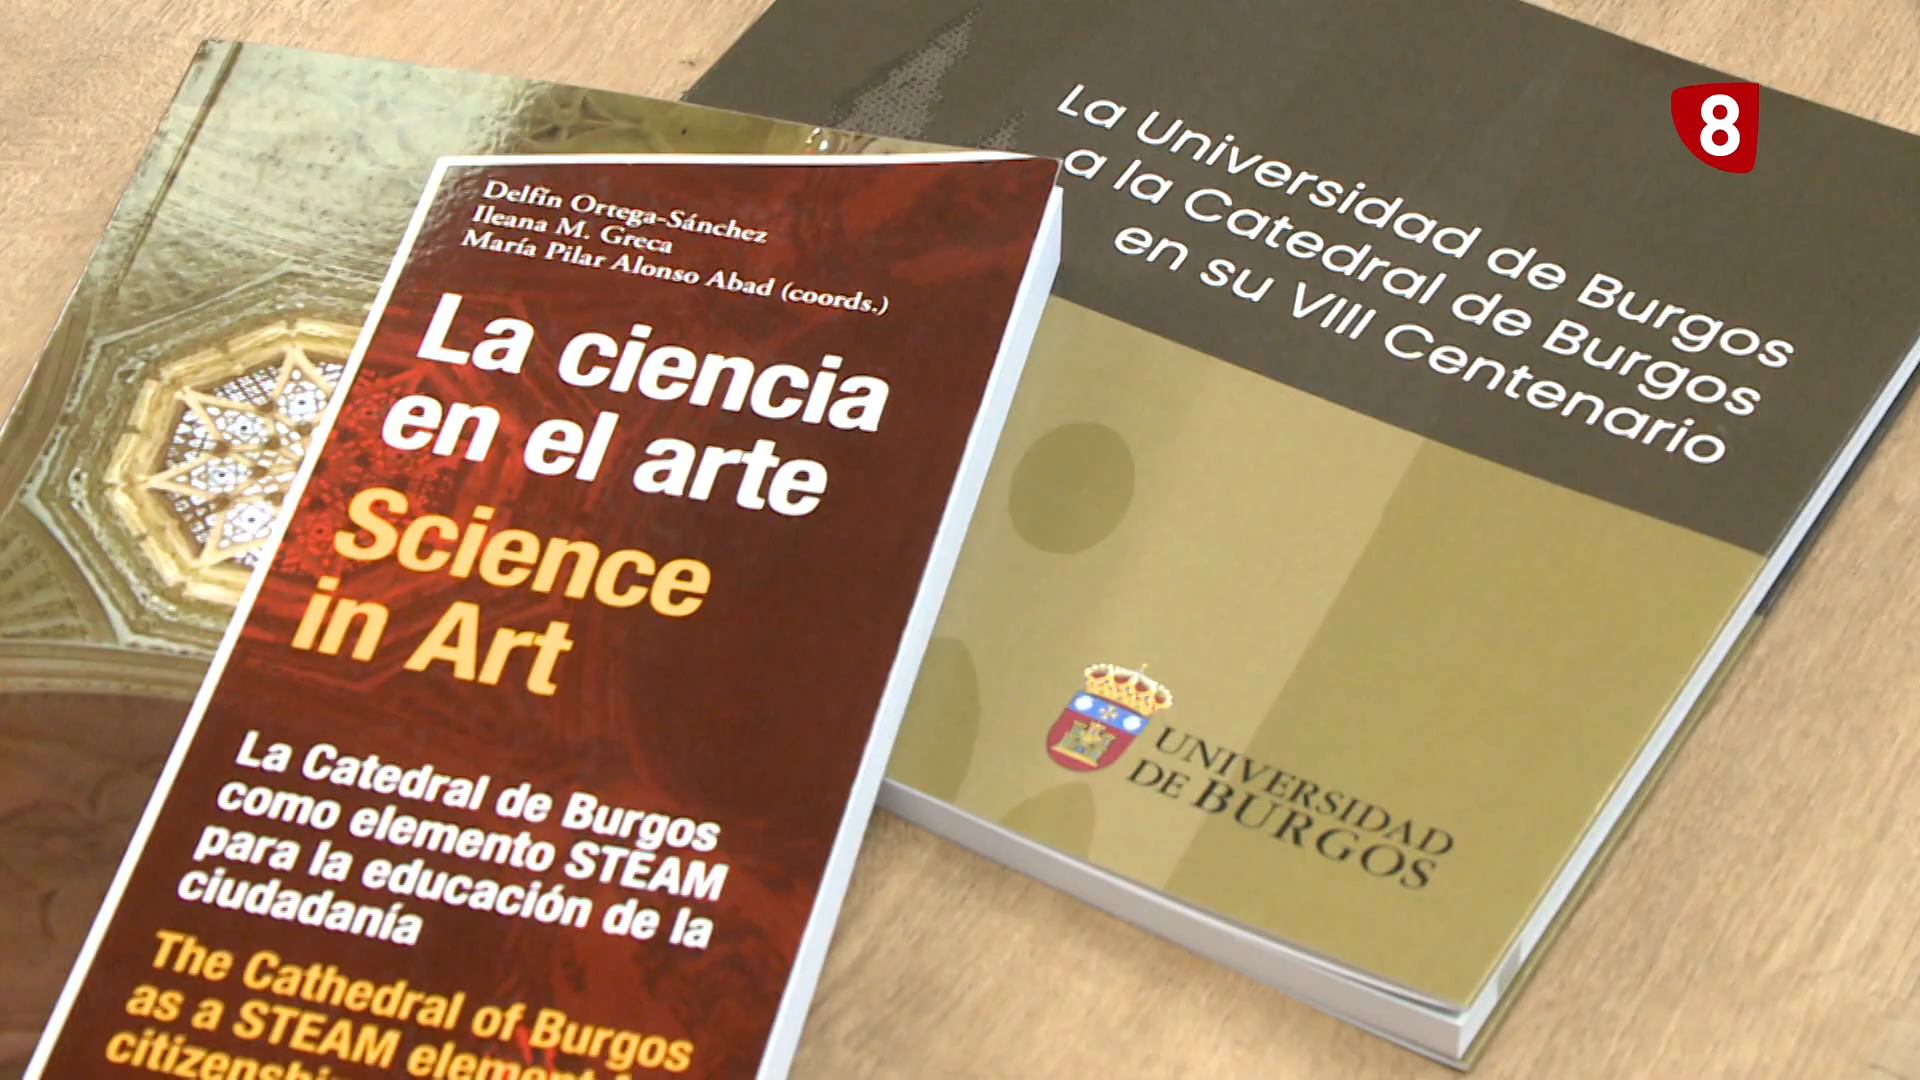 Delfín Ortega-Sánchez
Ileana M. Greca
María Pilar Alonso Abad (coords.)
La ciencia
en el arte
Science
in Art
La Catedral de Burgos
como elemento STEAM
para la educación de la
ciudadanía
The Cathedral of Burgos
as a STEAM element
La Universidad de Burgos
a la Catedral de Burgos
en su VIII Centenario
UNIVERSIDAD
DE BURGOS
8